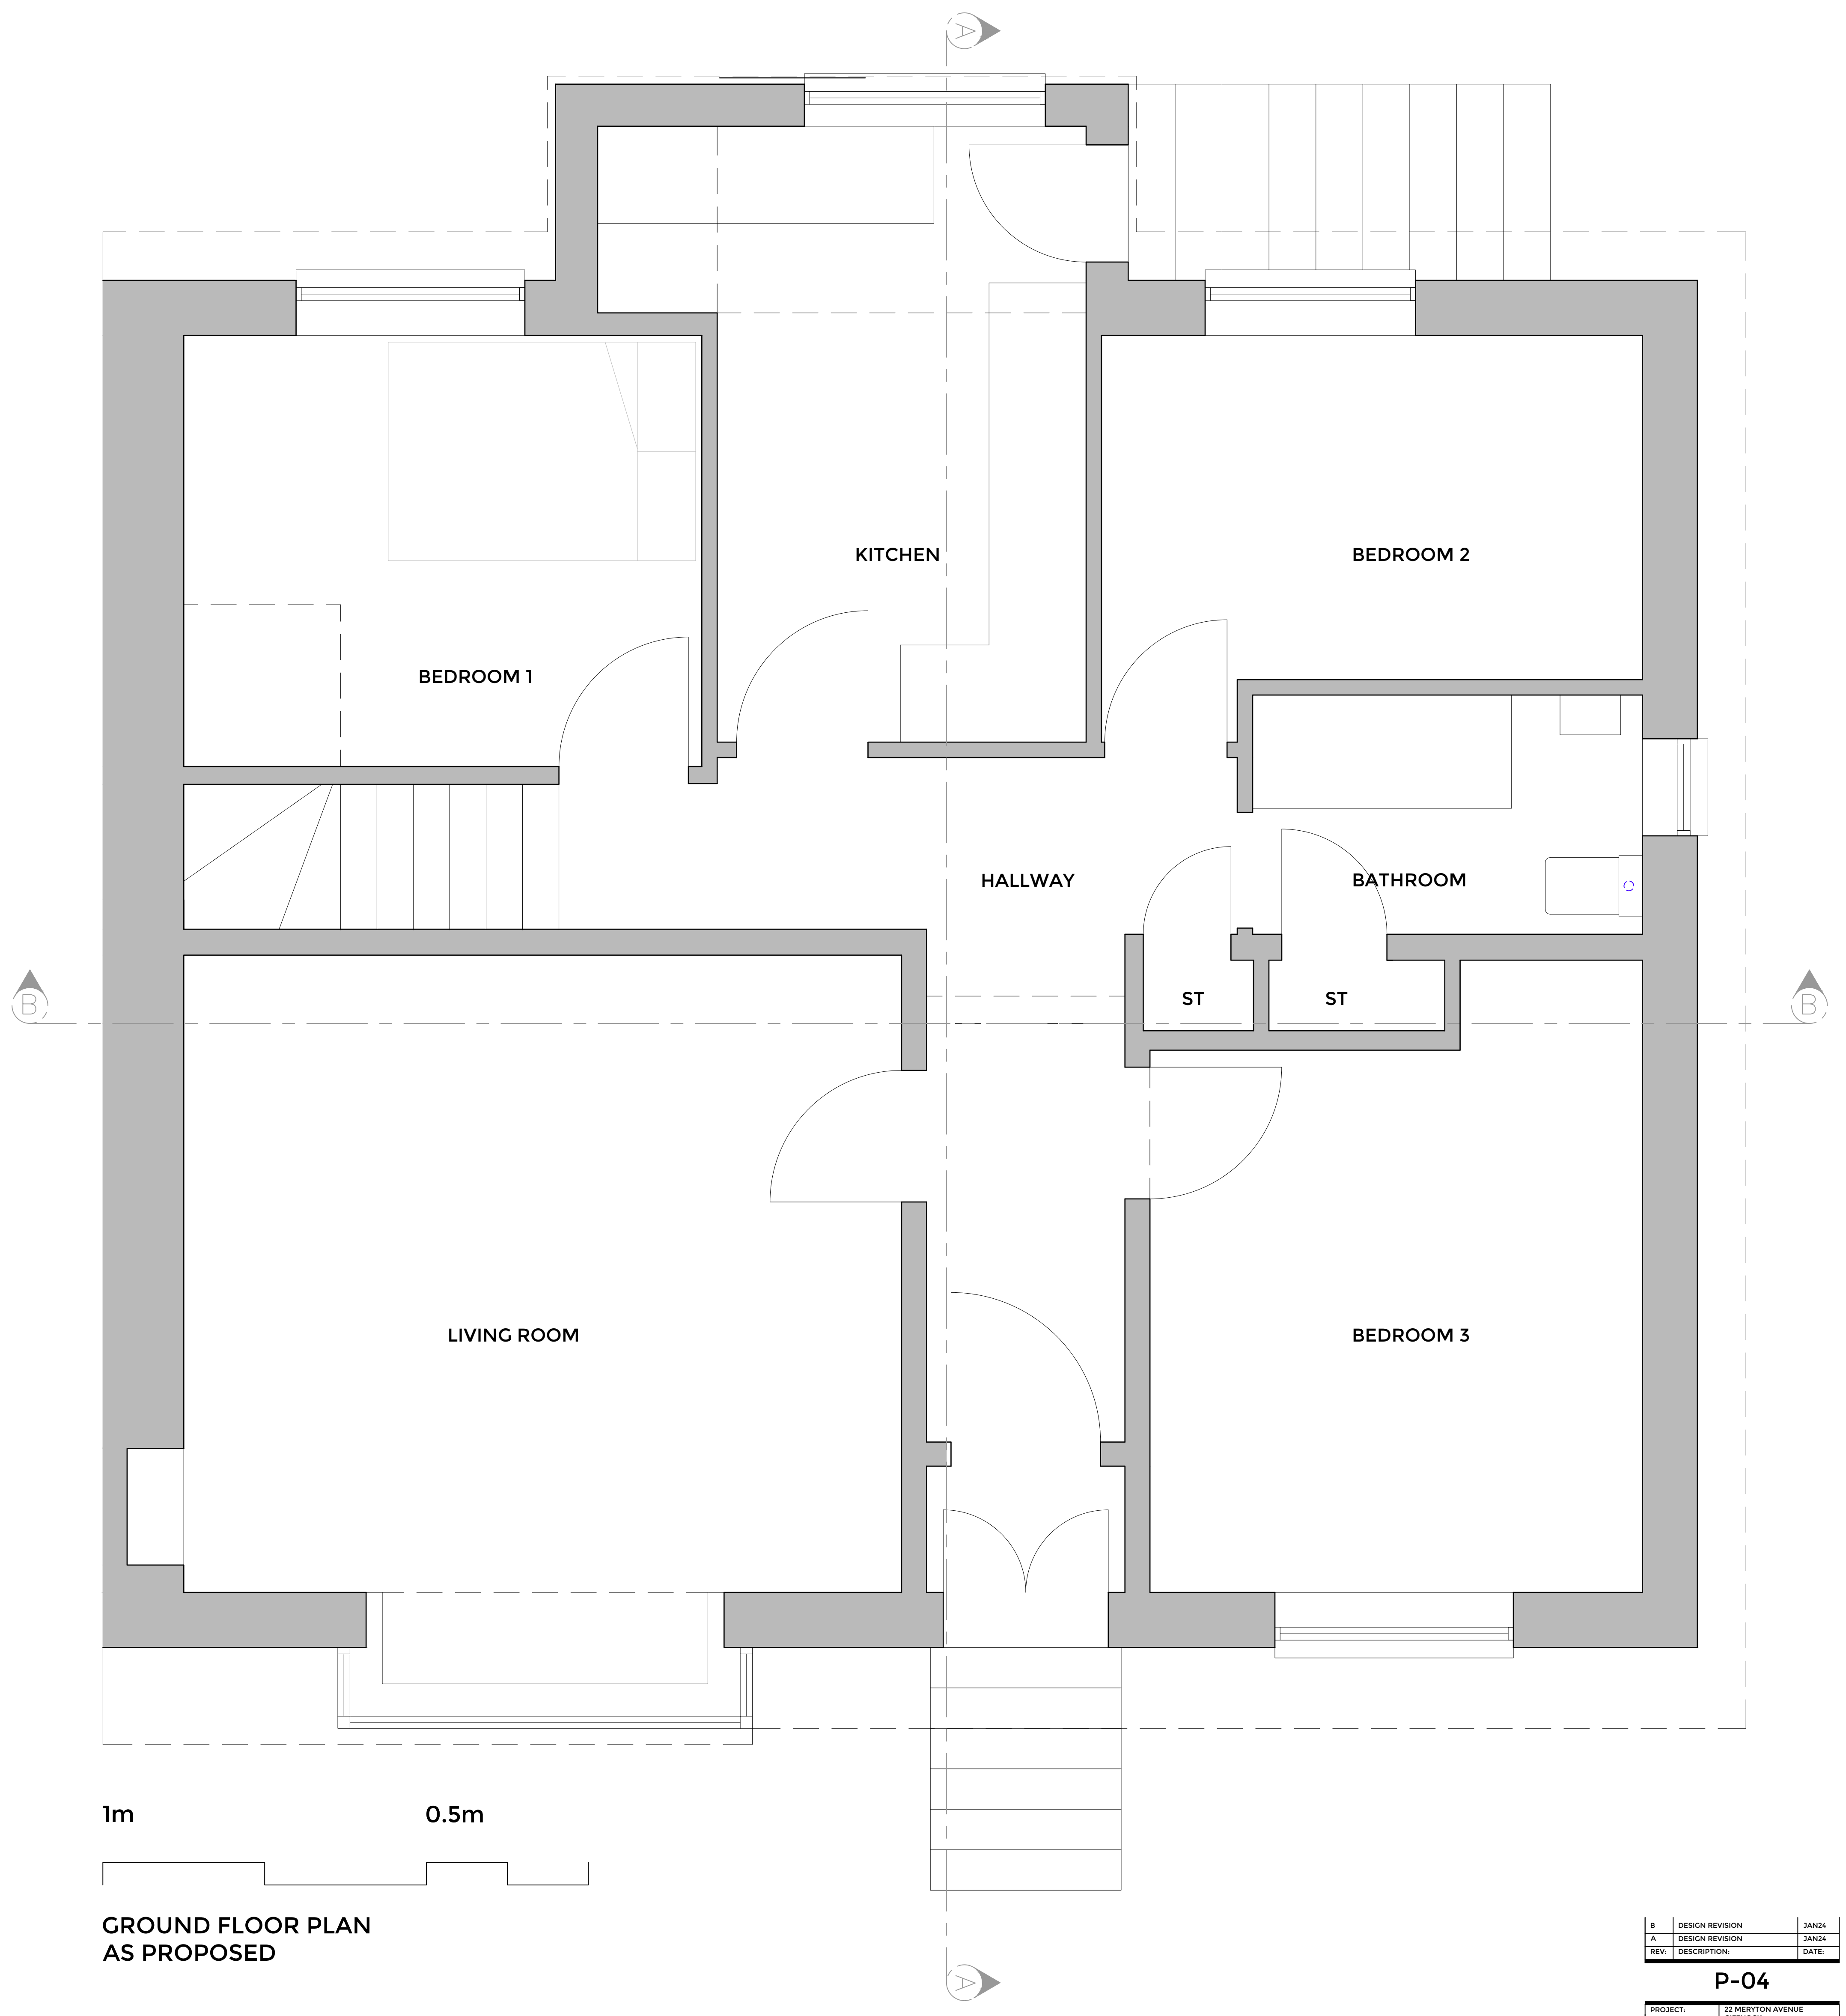 A
KITCHEN
BEDROOM 2
BEDROOM 1
HALLWAY
BATHROOM
ST
ST
B
B
LIVING ROOM
BEDROOM 3
1m
0.5m
GROUND FLOOR PLAN
AS PROPOSED
A
B DESIGN REVISION JAN24
A DESIGN REVISION JAN24
REV: DESCRIPTION: DATE:
P-04
PROJECT: 22 MERYTON AVENUE